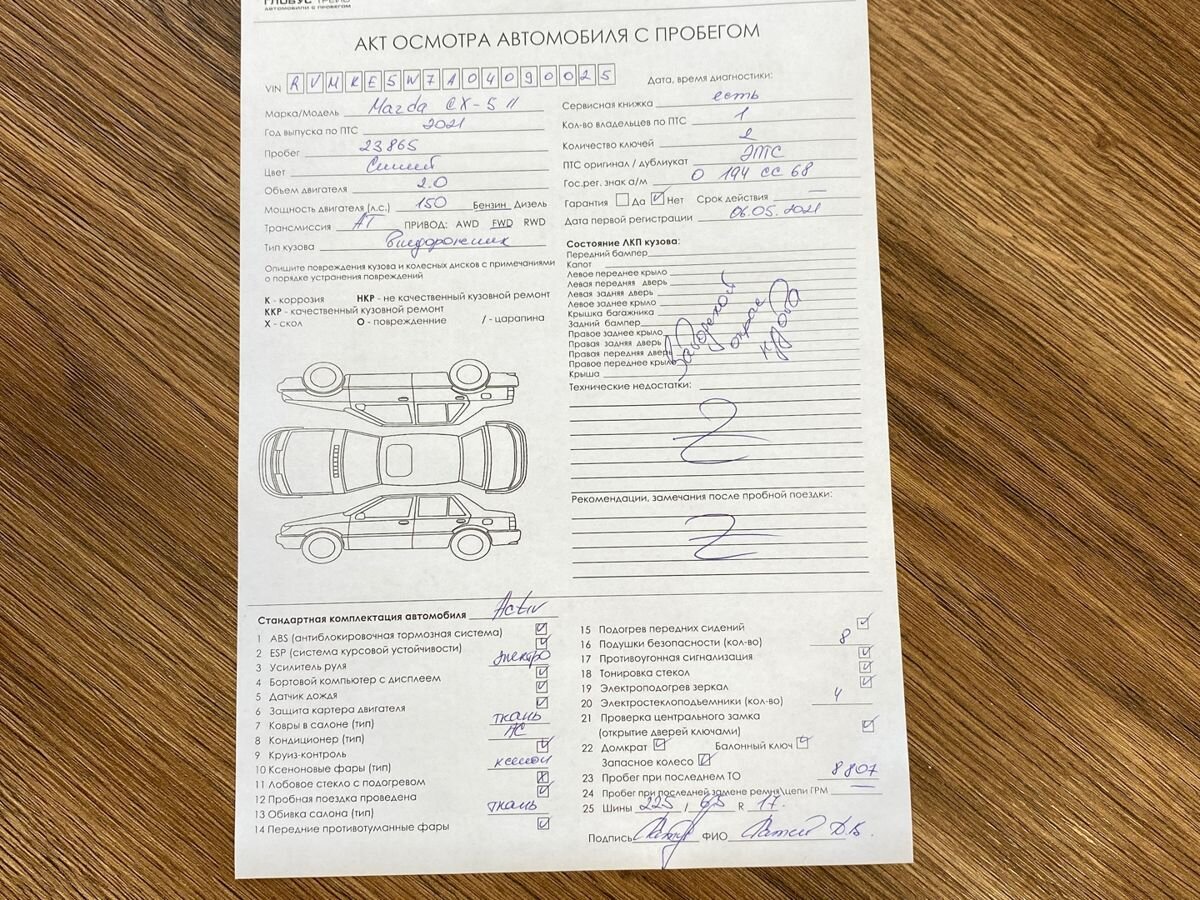 ГЛОБУС ТРЕЙД
АВТОМОБИЛИ С ПРОБЕГОМ
АКТ ОСМОТРА АВТОМОБИЛЯ С ПРОБЕГОМ
VIN RVMKE5W7A04090025
Марка/Модель Mazda CX-5 II
Год выпуска по ПТС 2021
Пробег 23865
Цвет Синий
Объем двигателя 2.0
Мощность двигателя (л.с.) 150 Бензин Дизель
Трансмиссия АТ ПРИВОД: AWD FWD RWD
Тип кузова Внедорожник
Опишите повреждения кузова и колесных дисков с примечаниями
о порядке устранения повреждений
К - коррозия НКР - не качественный кузовной ремонт
ККР - качественный кузовной ремонт
Х - скол О - повреждение / - царапина
Дата, время диагностики:
Сервисная книжка есть
Кол-во владельцев по ПТС 1
Количество ключей 2
ПТС оригинал / дубликат ЭПТС
Гос.рег. знак а/м О 194 СС 68
Гарантия Да Нет Срок действия —
Дата первой регистрации 06.05.2021
Состояние ЛКП кузова:
Передний бампер
Капот
Левое переднее крыло
Левая передняя дверь
Левая задняя дверь
Левое заднее крыло
Крышка багажника
Задний бампер
Правое заднее крыло
Правая задняя дверь
Правая передняя дверь
Правое переднее крыло
Крыша
Заводской
окрас
кузова
Технические недостатки:
Рекомендации, замечания после пробной поездки:
Стандартная комплектация автомобиля Activ
1 ABS (антиблокировочная тормозная система)
2 ESP (система курсовой устойчивости)
3 Усилитель руля электро
4 Бортовой компьютер с дисплеем
5 Датчик дождя
6 Защита картера двигателя
7 Ковры в салоне (тип) ткань
8 Кондиционер (тип) АС
9 Круиз-контроль
10 Ксеноновые фары (тип) ксенон
11 Лобовое стекло с подогревом
12 Пробная поездка проведена
13 Обивка салона (тип) ткань
14 Передние противотуманные фары
15 Подогрев передних сидений
16 Подушки безопасности (кол-во) 8
17 Противоугонная сигнализация
18 Тонировка стекол
19 Электроподогрев зеркал
20 Электростеклоподъемники (кол-во) 4
21 Проверка центрального замка
(открытие дверей ключами)
22 Домкрат Балонный ключ
Запасное колесо
23 Пробег при последнем ТО 8807
24 Пробег при последней замене ремня\цепи ГРМ —
25 Шины 225 / 65 R 17.
Подпись ФИО